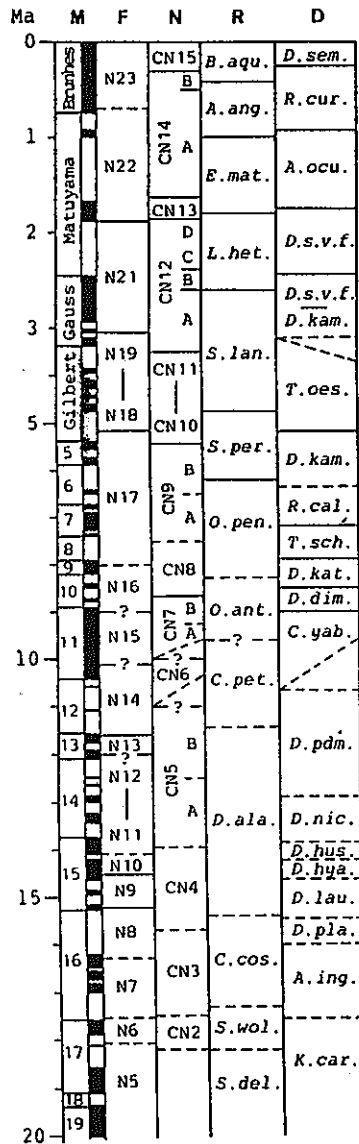 Ma M F N R D
0
1
2
3
5
10
15
20
Brunhes
Matuyama
Gauss
Gilbert
5
6
7
8
9
10
11
12
13
14
15
16
17
18
19
N23
N22
N21
N19
N18
N17
N16
?
N15
?
N14
N13
?
N12
N11
N10
N9
N8
N7
N6
N5
CN15
B
CN14
A
CN13
D
CN12
C
B
A
CN11
CN10
B
CN9
A
CN8
B
CN7
A
?
CN6
?
B
CN5
A
CN4
CN3
CN2
B.aqu.
A.ang.
E.mat.
L.het.
S.lan.
S.per.
O.pen.
O.ant.
?
C.pet.
D.ala.
C.cos.
S.wol.
S.del.
D.sem.
R.cur.
A.ocu.
D.s.v.f.
D.s.v.f.
D.kam.
T.oes.
D.kam.
R.cal.
T.sch.
D.kat.
D.dim.
C.yab.
D.pdm.
D.nic.
D.hus.
D.hya.
D.lau.
D.pla.
A.ing.
K.car.